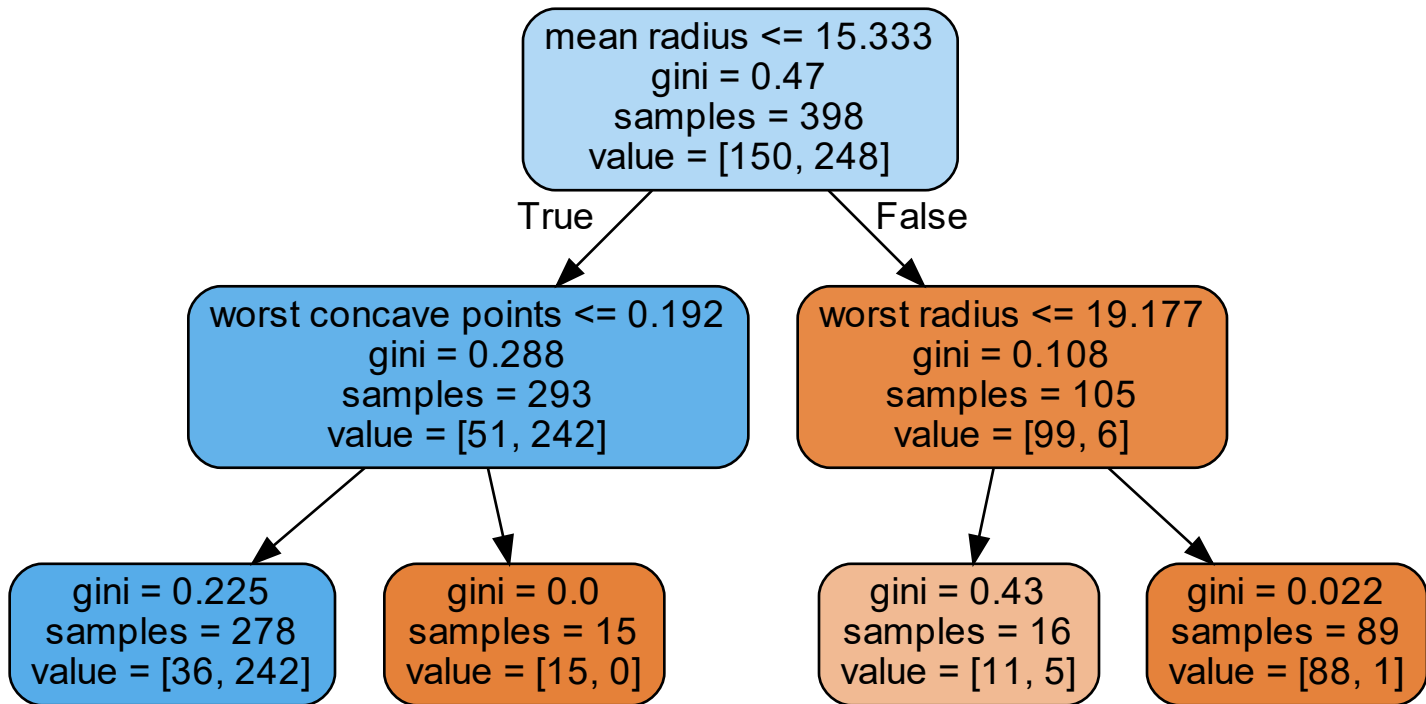 mean radius <= 15.333
gini = 0.47
samples = 398
value = [150, 248]
True
False
worst concave points <= 0.192
gini = 0.288
samples = 293
value = [51, 242]
worst radius <= 19.177
gini = 0.108
samples = 105
value = [99, 6]
gini = 0.225
samples = 278
value = [36, 242]
gini = 0.0
samples = 15
value = [15, 0]
gini = 0.43
samples = 16
value = [11, 5]
gini = 0.022
samples = 89
value = [88, 1]